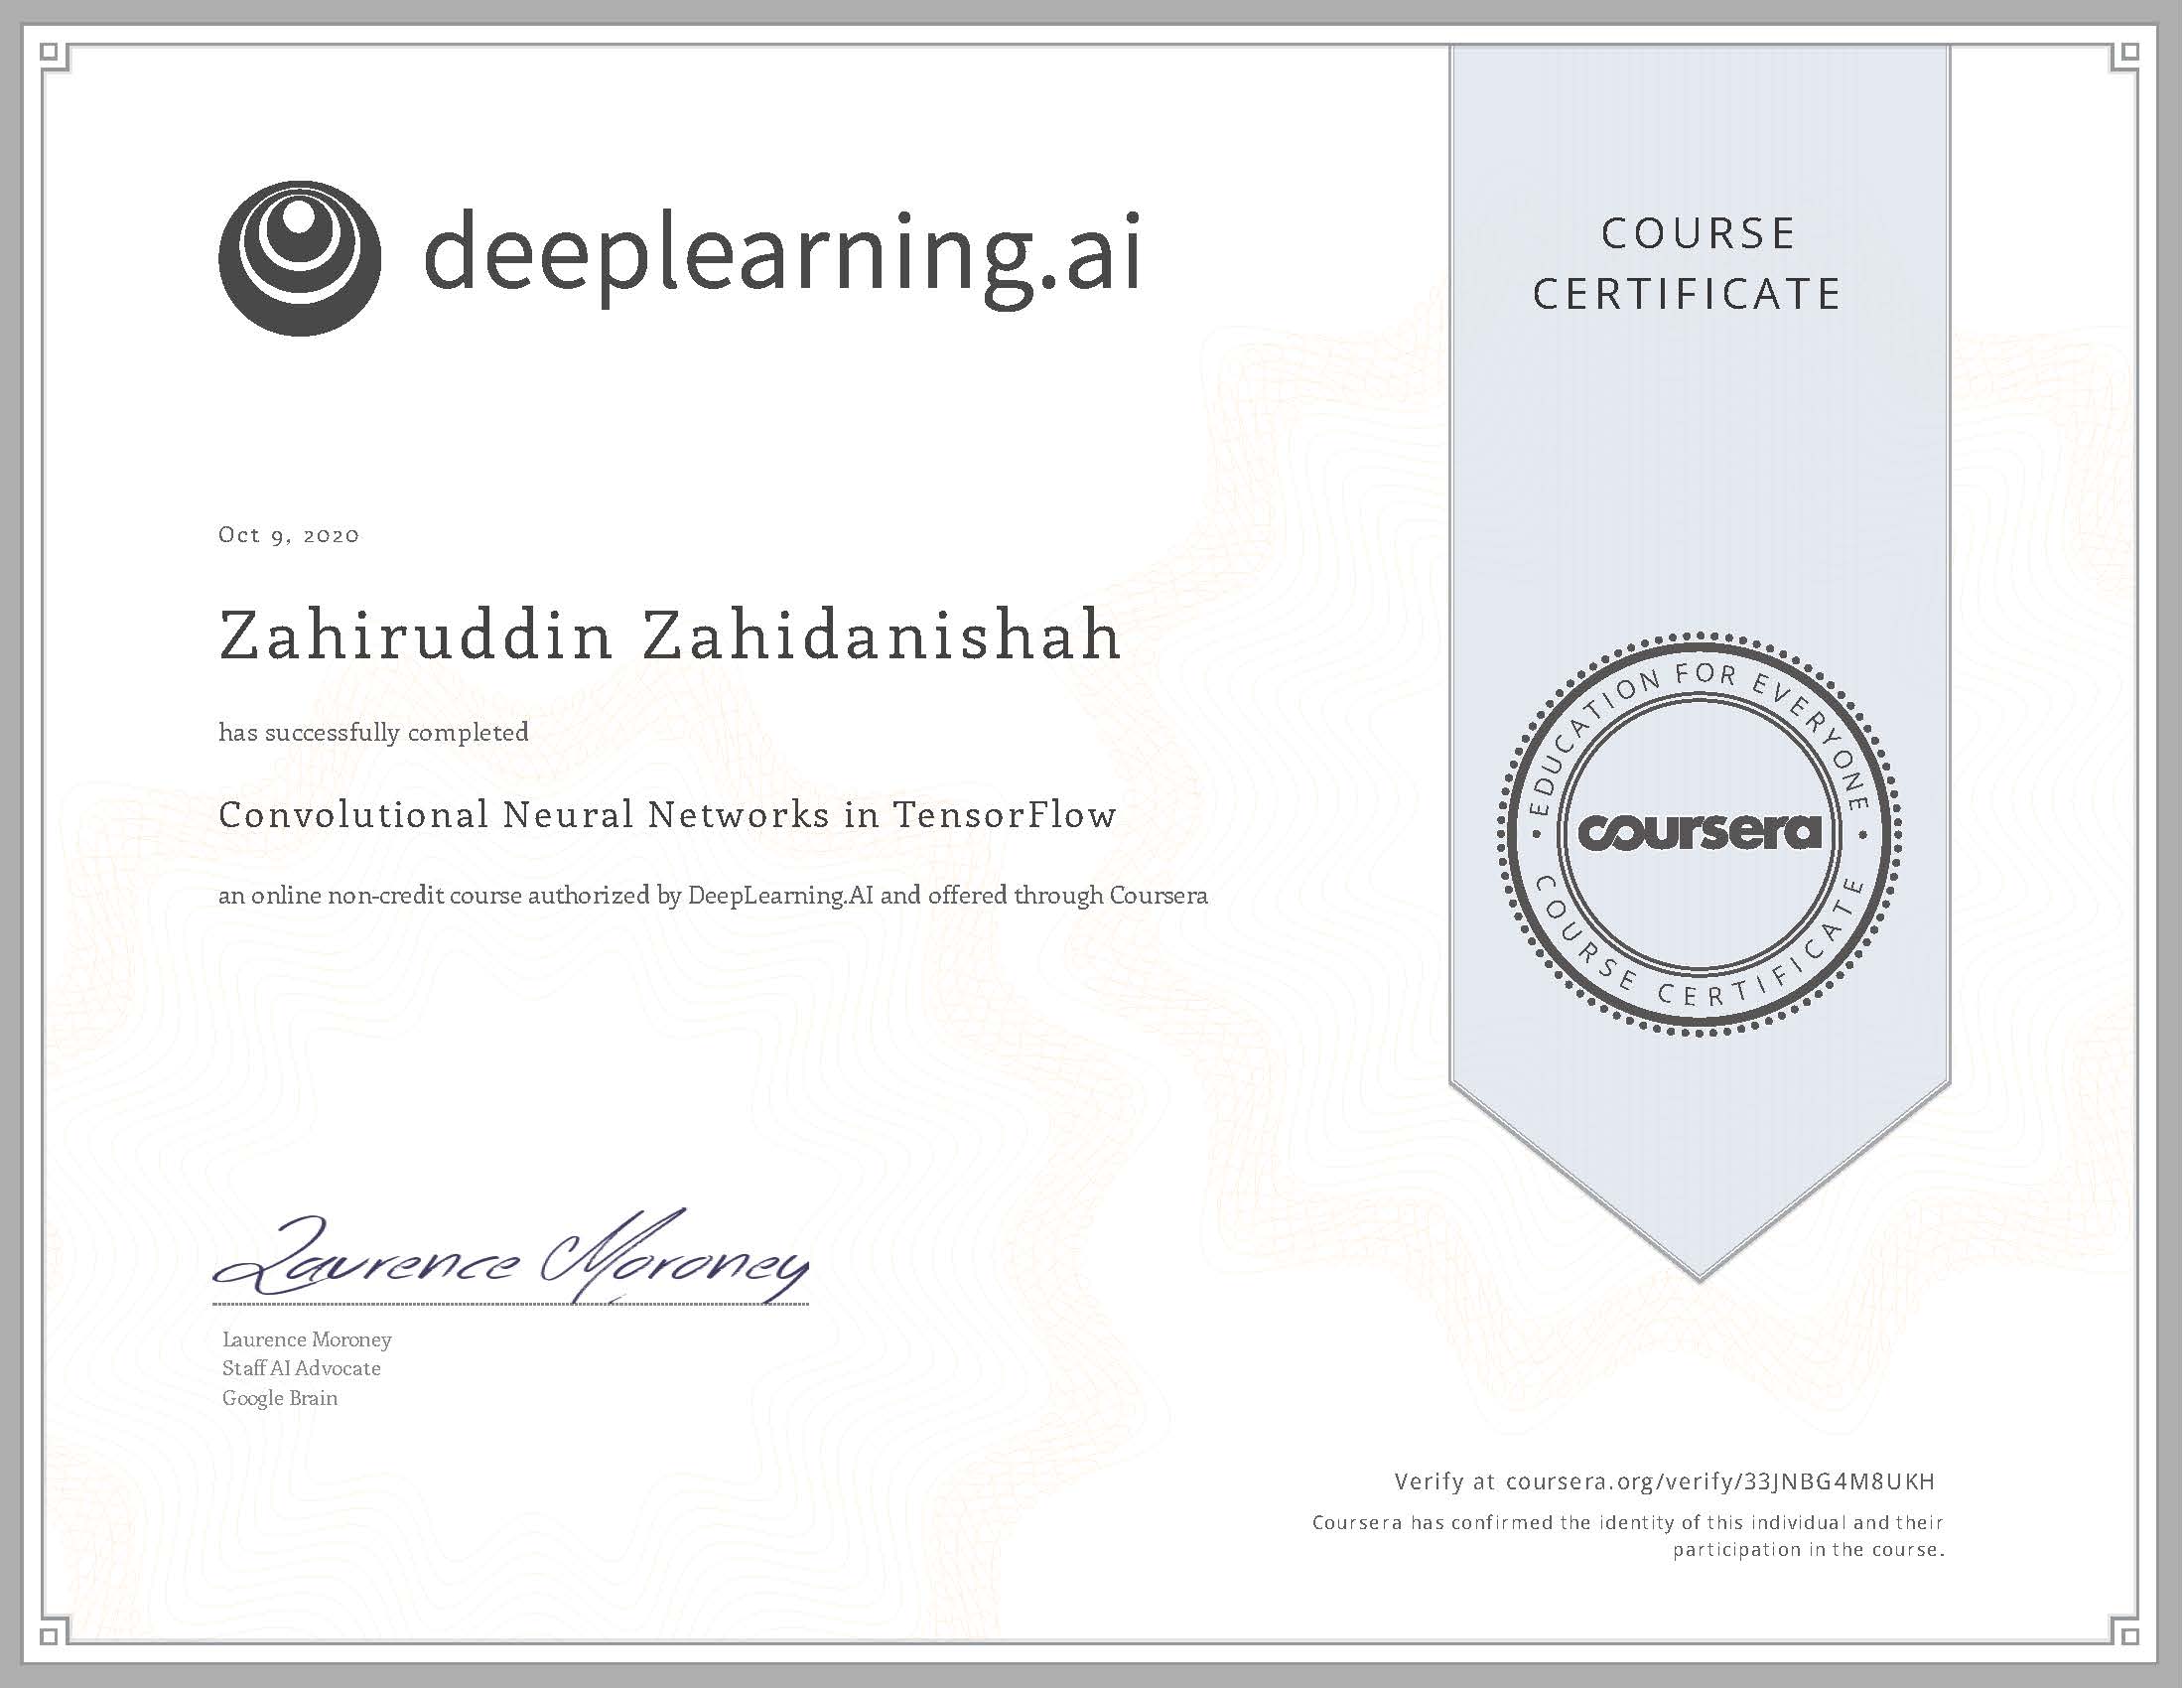 deeplearning.ai
COURSE
CERTIFICATE
Oct 9, 2020
Zahiruddin Zahidanishah
has successfully completed
Convolutional Neural Networks in TensorFlow
an online non-credit course authorized by DeepLearning.AI and offered through Coursera
EDUCATION FOR EVERYONE
coursera
COURSE CERTIFICATE
Laurence Moroney
Laurence Moroney
Staff AI Advocate
Google Brain
Verify at coursera.org/verify/33JNBG4M8UKH
Coursera has confirmed the identity of this individual and their
participation in the course.